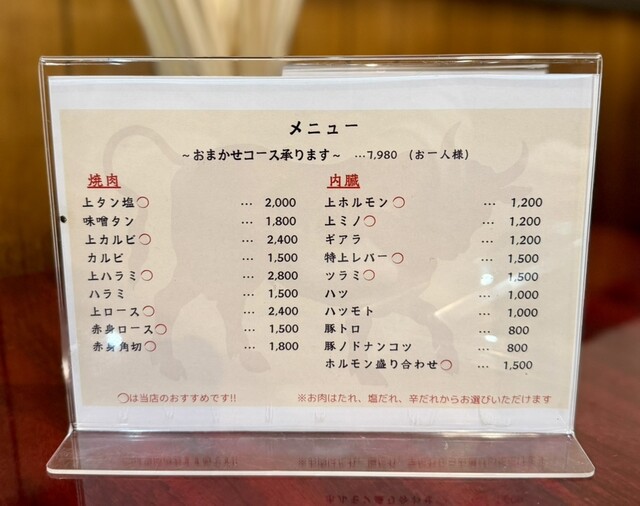 メニュー
~おまかせコース承ります~ …7,980 (お一人様)
焼肉
上タン塩〇 … 2,000
味噌タン … 1,800
上カルビ〇 … 2,400
カルビ … 1,500
上ハラミ〇 … 2,800
ハラミ … 1,500
上ロース〇 … 2,400
赤身ロース〇 … 1,500
赤身角切〇 … 1,800
内臓
上ホルモン〇 … 1,200
上ミノ〇 … 1,200
ギアラ … 1,200
特上レバー〇 … 1,500
ツラミ〇 … 1,500
ハツ … 1,000
ハツモト … 1,000
豚トロ … 800
豚ノドナンコツ … 800
ホルモン盛り合わせ〇 … 1,500
〇は当店のおすすめです!!
※お肉はたれ、塩だれ、辛だれからお選びいただけます